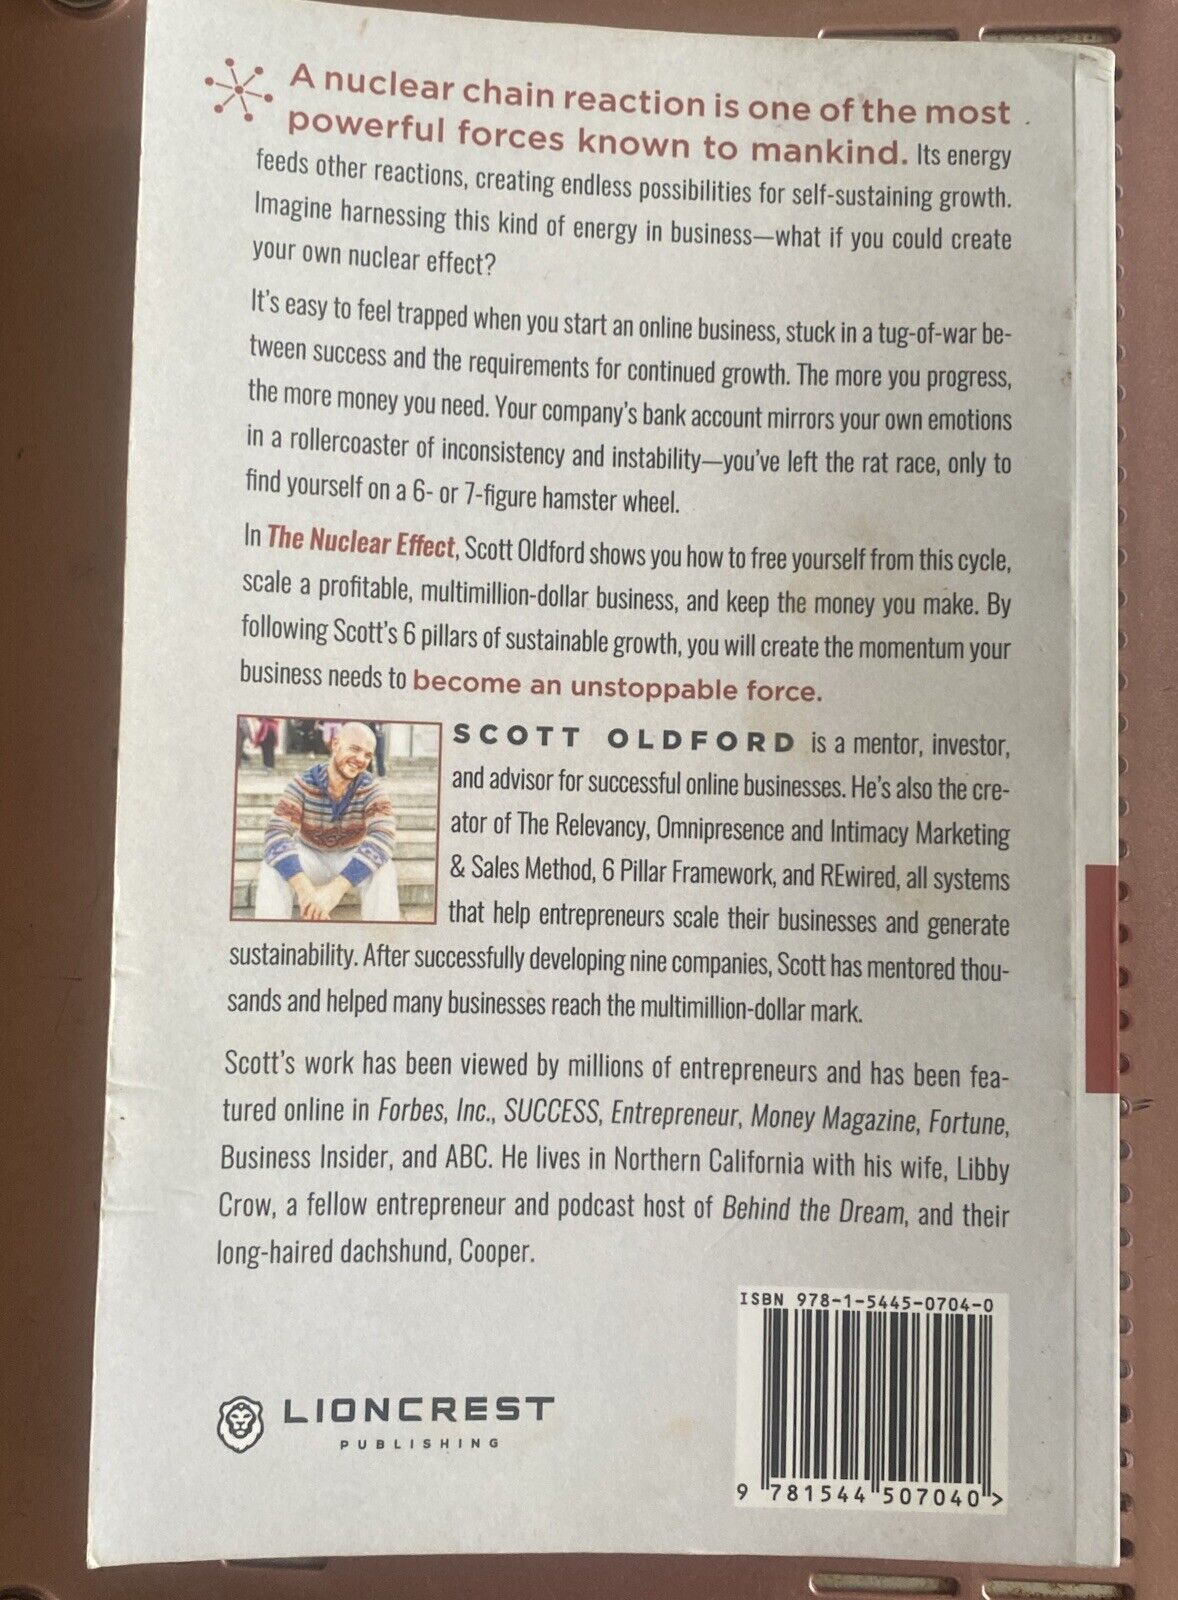 A nuclear chain reaction is one of the most
powerful forces known to mankind. Its energy
feeds other reactions, creating endless possibilities for self-sustaining growth.
Imagine harnessing this kind of energy in business—what if you could create
your own nuclear effect?
It's easy to feel trapped when you start an online business, stuck in a tug-of-war be-
tween success and the requirements for continued growth. The more you progress,
the more money you need. Your company's bank account mirrors your own emotions
in a rollercoaster of inconsistency and instability—you've left the rat race, only to
find yourself on a 6- or 7-figure hamster wheel.
In The Nuclear Effect, Scott Oldford shows you how to free yourself from this cycle,
scale a profitable, multimillion-dollar business, and keep the money you make. By
following Scott's 6 pillars of sustainable growth, you will create the momentum your
business needs to become an unstoppable force.
SCOTT OLDFORD is a mentor, investor,
and advisor for successful online businesses. He's also the cre-
ator of The Relevancy, Omnipresence and Intimacy Marketing
& Sales Method, 6 Pillar Framework, and REwired, all systems
that help entrepreneurs scale their businesses and generate
sustainability. After successfully developing nine companies, Scott has mentored thou-
sands and helped many businesses reach the multimillion-dollar mark.
Scott's work has been viewed by millions of entrepreneurs and has been fea-
tured online in Forbes, Inc., SUCCESS, Entrepreneur, Money Magazine, Fortune,
Business Insider, and ABC. He lives in Northern California with his wife, Libby
Crow, a fellow entrepreneur and podcast host of Behind the Dream, and their
long-haired dachshund, Cooper.
ISBN 978-1-5445-0704-0
LIONCREST
PUBLISHING
9 781544 507040 >